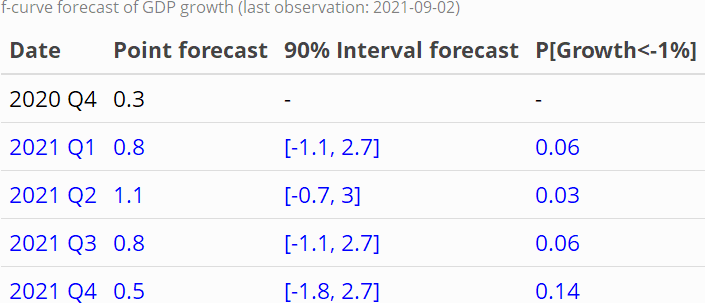 f-curve forecast of GDP growth (last observation: 2021-09-02)
Date Point forecast 90% Interval forecast P[Growth<-1%]
2020 Q4 0.3 - -
2021 Q1 0.8 [-1.1, 2.7] 0.06
2021 Q2 1.1 [-0.7, 3] 0.03
2021 Q3 0.8 [-1.1, 2.7] 0.06
2021 Q4 0.5 [-1.8, 2.7] 0.14